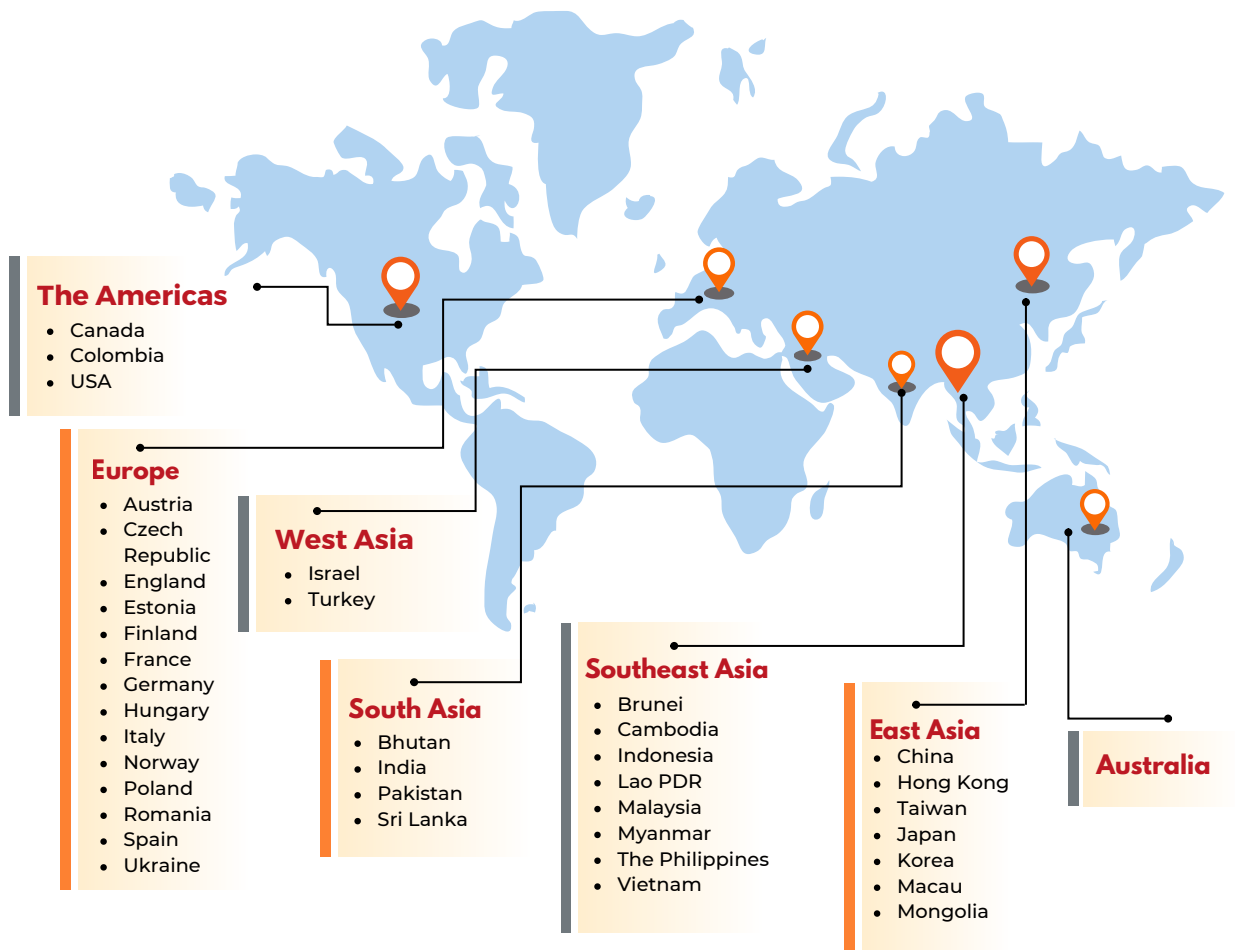 The Americas
• Canada
• Colombia
• USA
Europe
• Austria
• Czech
Republic
• England
• Estonia
• Finland
• France
• Germany
• Hungary
• Italy
• Norway
• Poland
• Romania
• Spain
• Ukraine
West Asia
• Israel
• Turkey
South Asia
• Bhutan
• India
• Pakistan
• Sri Lanka
Southeast Asia
• Brunei
• Cambodia
• Indonesia
• Lao PDR
• Malaysia
• Myanmar
• The Philippines
• Vietnam
East Asia
• China
• Hong Kong
• Taiwan
• Japan
• Korea
• Macau
• Mongolia
Australia